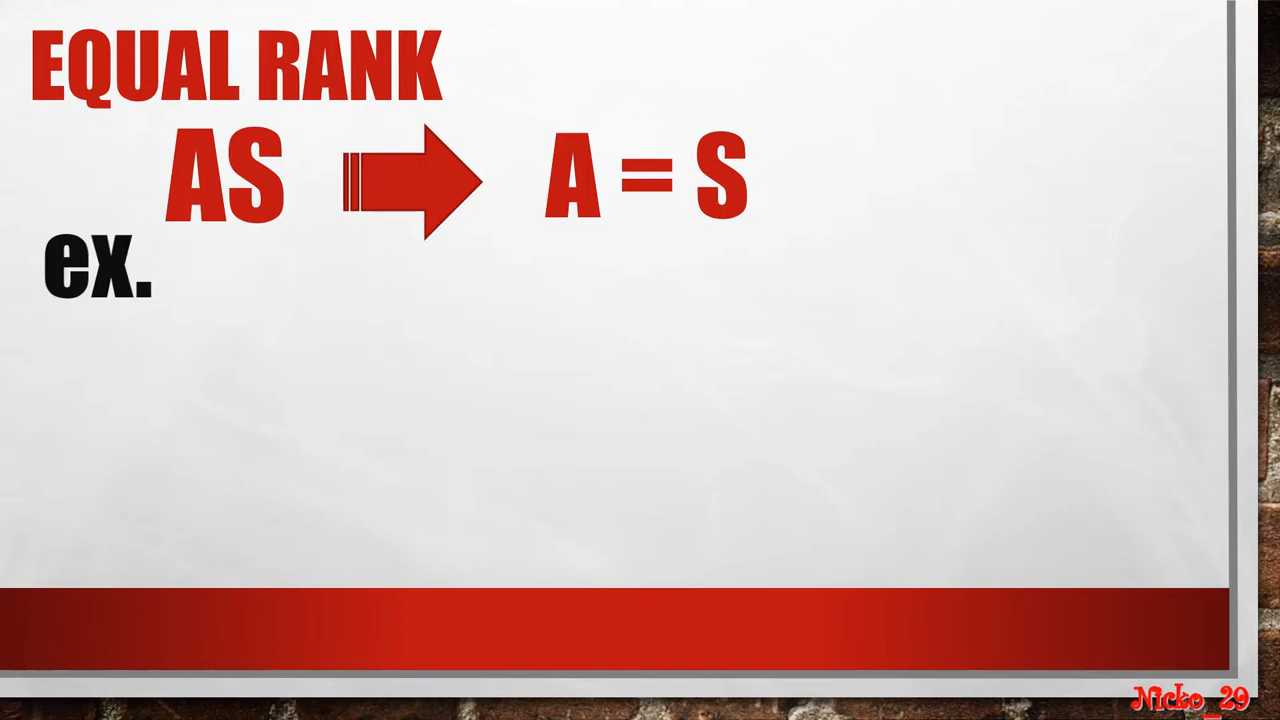 EQUAL RANK
AS A = S
ex.
Nicko_29